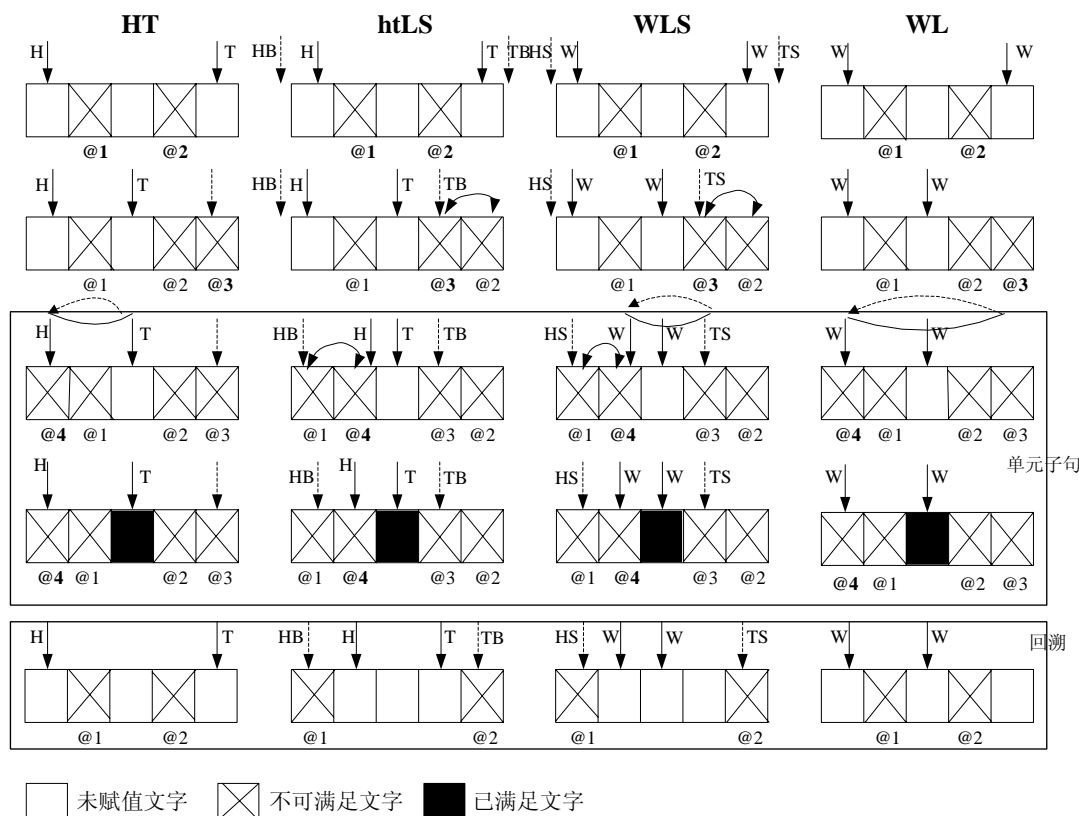 HT htLS WLS WL
H T HB H T TB HS W W TS W W
@1 @2 @1 @2 @1 @2 @1 @2
H T HB H T TB HS W W TS W W
@1 @2 @3 @1 @3 @2 @1 @3 @2 @1 @2 @3
H T HB H T TB HS W W TS W W
@4 @1 @2 @3 @1 @4 @3 @2 @1 @4 @3 @2 @4 @1 @2 @3
单元子句
H T HB H T TB HS W W TS W W
@4 @1 @2 @3 @1 @4 @3 @2 @1 @4 @3 @2 @4 @1 @2 @3
H T HB H T TB HS W W TS W W 回溯
@1 @2 @1 @2 @1 @2 @1 @2
未赋值文字 不可满足文字 已满足文字